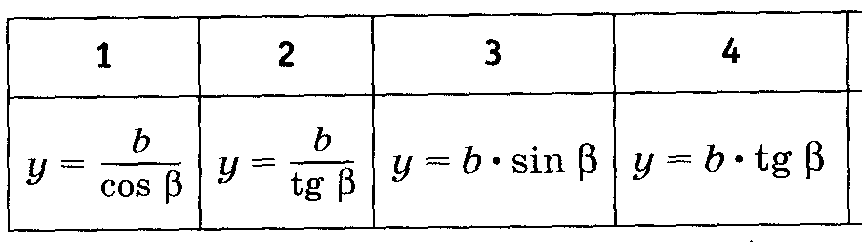 1 2 3 4
y = b/cos β y = b/tg β y = b · sin β y = b · tg β